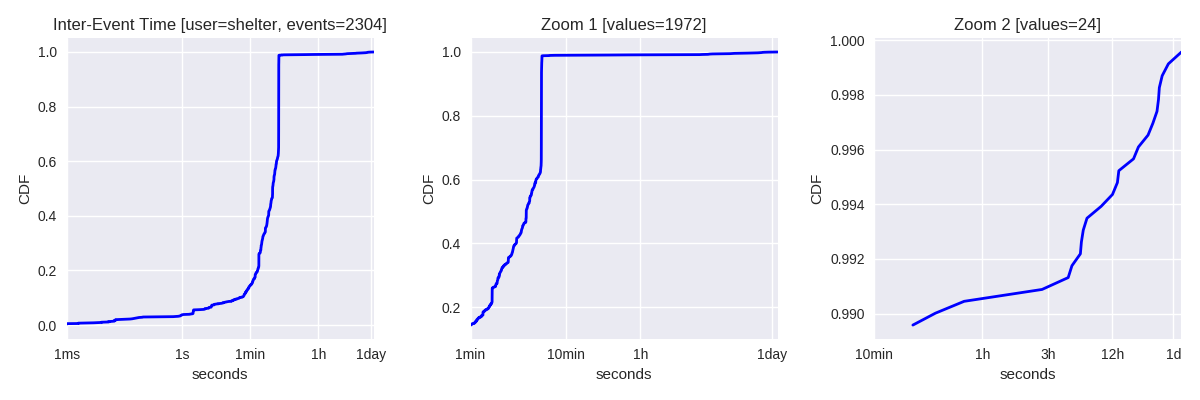 Inter-Event Time [user=shelter, events=2304]
1.0
0.8
0.6
0.4
0.2
0.0
CDF
1ms
1s
1min
1h
1day
seconds
Zoom 1 [values=1972]
1.0
0.8
0.6
0.4
0.2
CDF
1min
10min
1h
1day
seconds
Zoom 2 [values=24]
1.000
0.998
0.996
0.994
0.992
0.990
CDF
10min
1h
3h
12h
1d
seconds